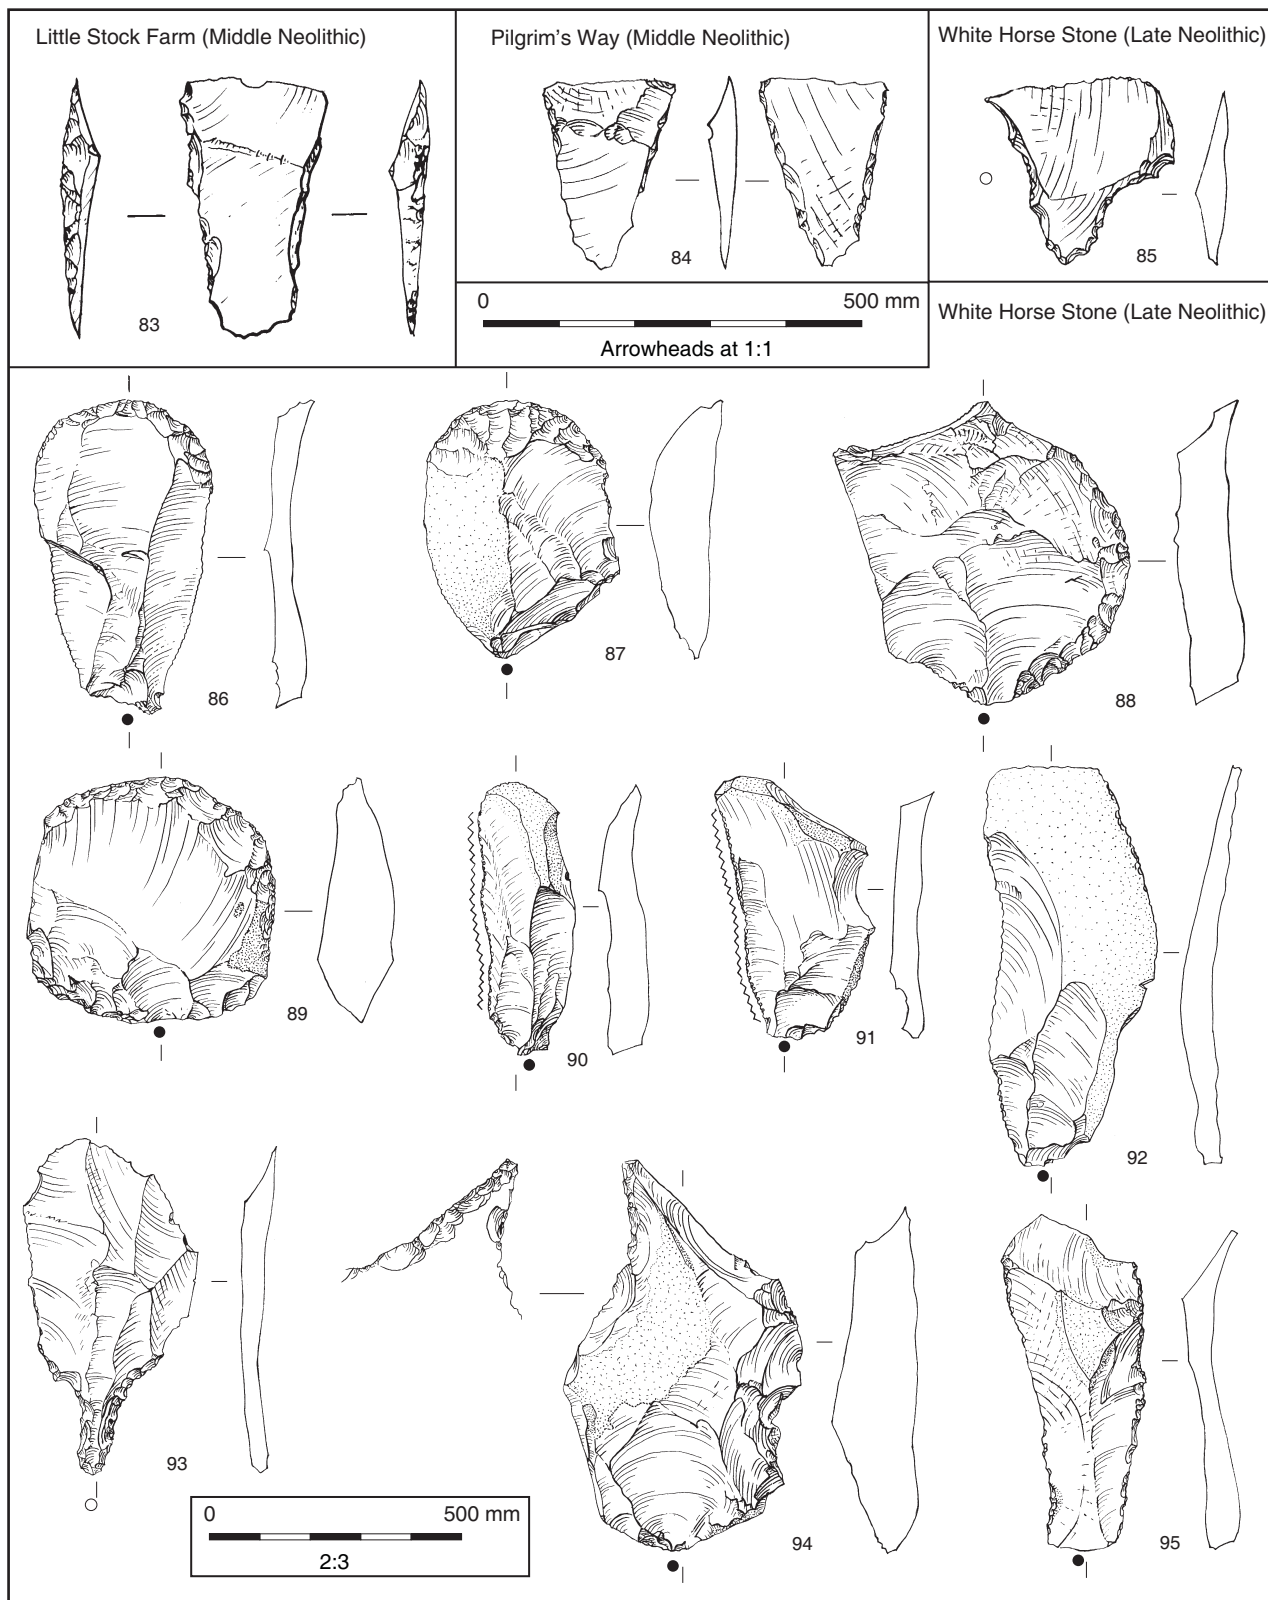 Little Stock Farm (Middle Neolithic)
Pilgrim's Way (Middle Neolithic)
White Horse Stone (Late Neolithic)
83
84
85
0 500 mm
Arrowheads at 1:1
White Horse Stone (Late Neolithic)
86
87
88
89
90
91
92
93
94
95
0 500 mm
2:3